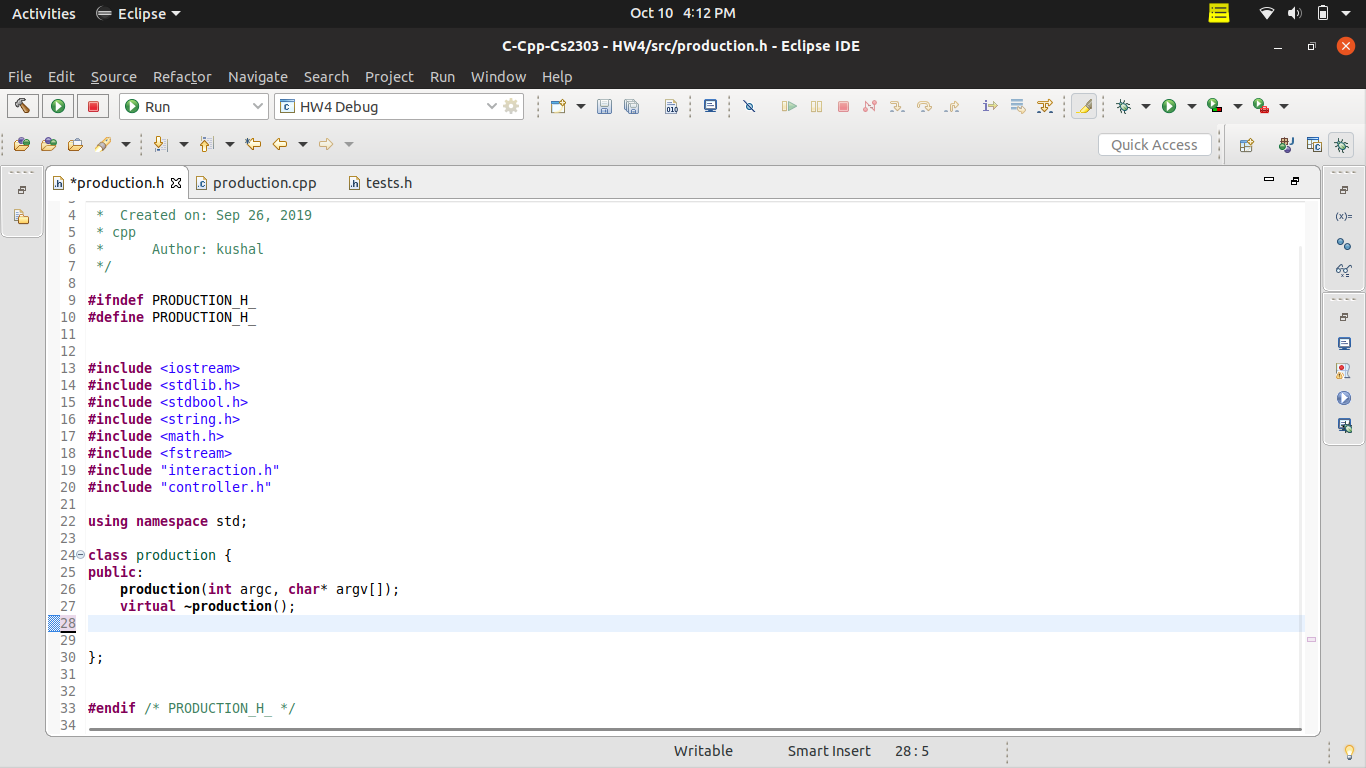 Activities Eclipse Oct 10 4:12 PM
C-Cpp-Cs2303 - HW4/src/production.h - Eclipse IDE
File Edit Source Refactor Navigate Search Project Run Window Help
Run HW4 Debug
Quick Access
*production.h production.cpp tests.h
4 * Created on: Sep 26, 2019
5 * cpp
6 * Author: kushal
7 */
8
9 #ifndef PRODUCTION_H_
10 #define PRODUCTION_H_
11
12
13 #include <iostream>
14 #include <stdlib.h>
15 #include <stdbool.h>
16 #include <string.h>
17 #include <math.h>
18 #include <fstream>
19 #include "interaction.h"
20 #include "controller.h"
21
22 using namespace std;
23
24 class production {
25 public:
26 production(int argc, char* argv[]);
27 virtual ~production();
28
29
30 };
31
32
33 #endif /* PRODUCTION_H_ */
34
Writable Smart Insert 28 : 5